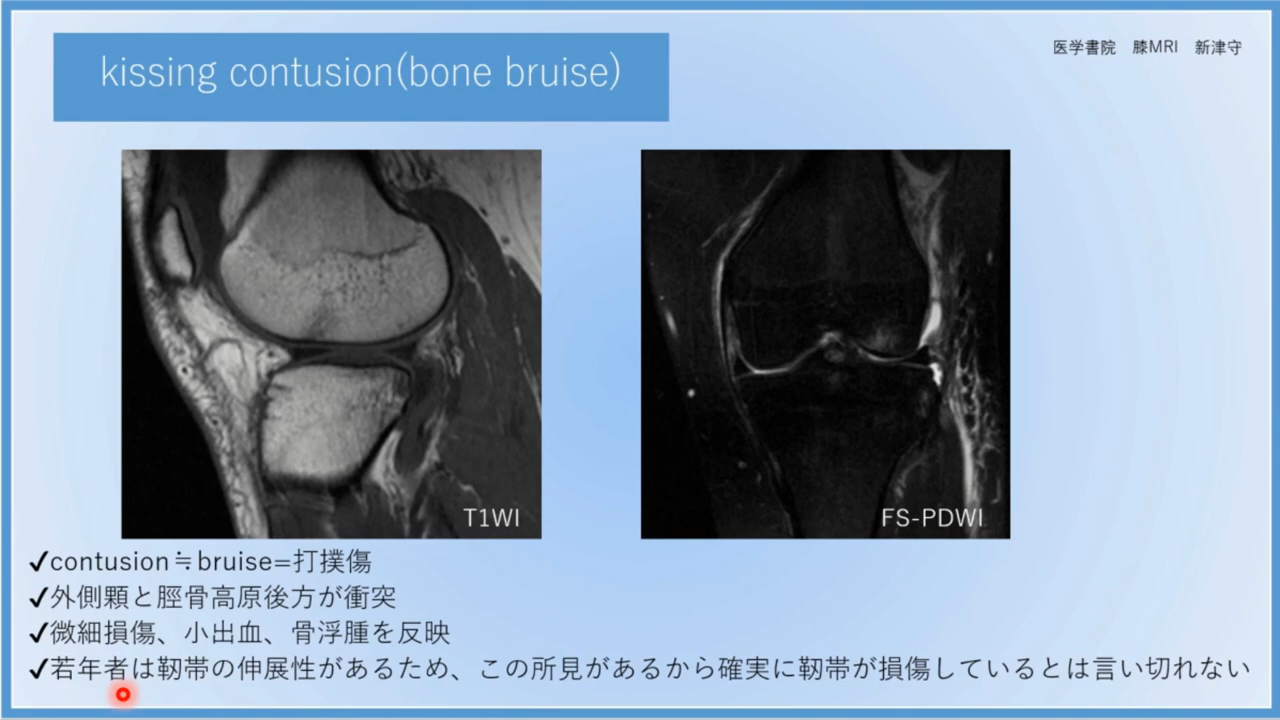 kissing contusion(bone bruise)
医学書院 膝MRI 新津守
T1WI
FS-PDWI
✓contusion≒bruise=打撲傷
✓外側顆と脛骨高原後方が衝突
✓微細損傷、小出血、骨浮腫を反映
✓若年者は靭帯の伸展性があるため、この所見があるから確実に靭帯が損傷しているとは言い切れない